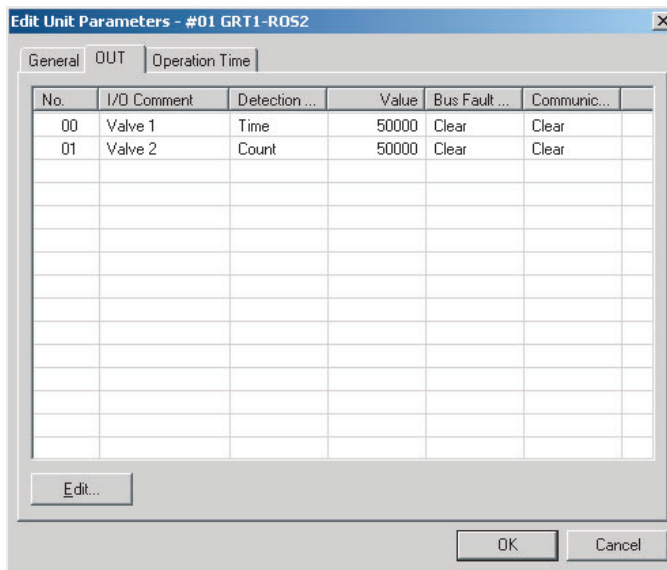 Edit Unit Parameters - #01 GRT1-ROS2
General OUT Operation Time
No. I/O Comment Detection ... Value Bus Fault ... Communic...
00 Valve 1 Time 50000 Clear Clear
01 Valve 2 Count 50000 Clear Clear
Edit...
OK Cancel